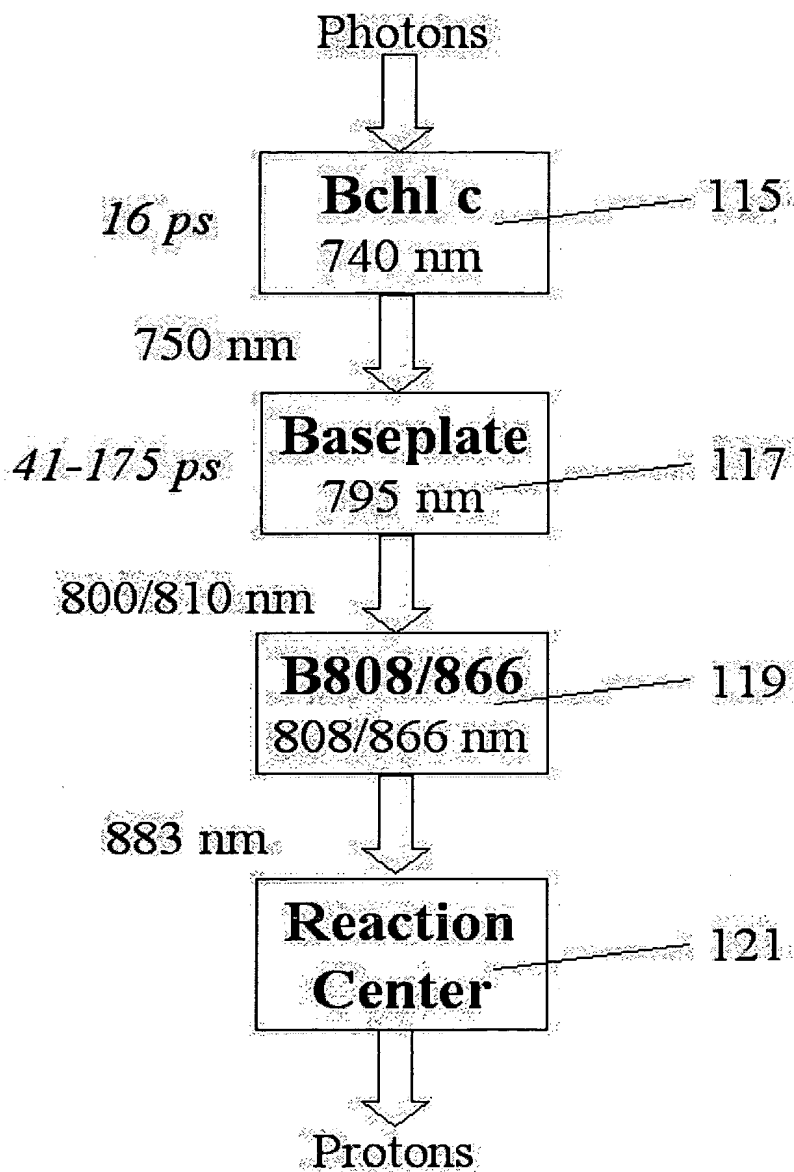 Photons
Bchl c
740 nm
115
16 ps
750 nm
Baseplate
795 nm
117
41-175 ps
800/810 nm
B808/866
808/866 nm
119
883 nm
Reaction
Center
121
Protons